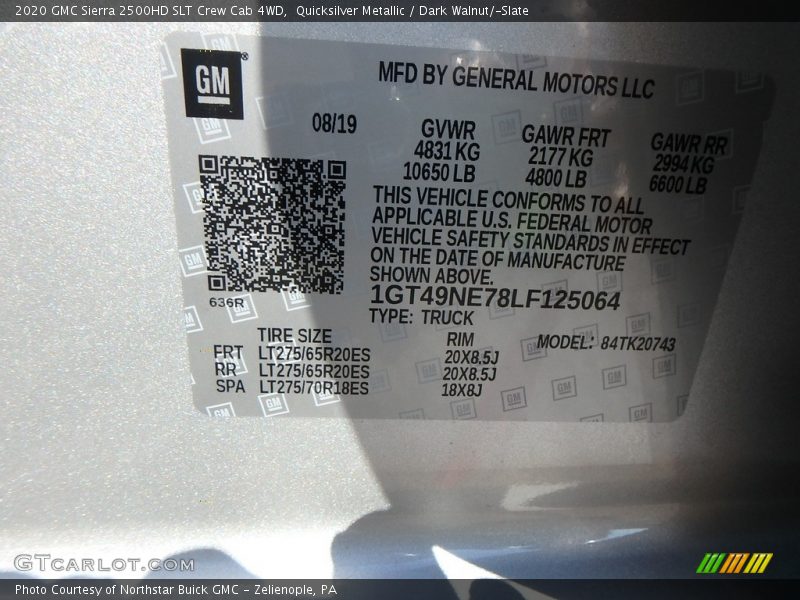 2020 GMC Sierra 2500HD SLT Crew Cab 4WD,  Quicksilver Metallic / Dark Walnut/­Slate
GM®
MFD BY GENERAL MOTORS LLC
08/19
GVWR
4831 KG
10650 LB
GAWR FRT
2177 KG
4800 LB
GAWR RR
2994 KG
6600 LB
THIS VEHICLE CONFORMS TO ALL
APPLICABLE U.S. FEDERAL MOTOR
VEHICLE SAFETY STANDARDS IN EFFECT
ON THE DATE OF MANUFACTURE
SHOWN ABOVE.
636R
1GT49NE78LF125064
TYPE: TRUCK
TIRE SIZE
RIM
MODEL: 84TK20743
FRT LT275/65R20ES 20X8.5J
RR LT275/65R20ES 20X8.5J
SPA LT275/70R18ES 18X8J
GTcarlot.com
Photo Courtesy of Northstar Buick GMC - Zelienople, PA